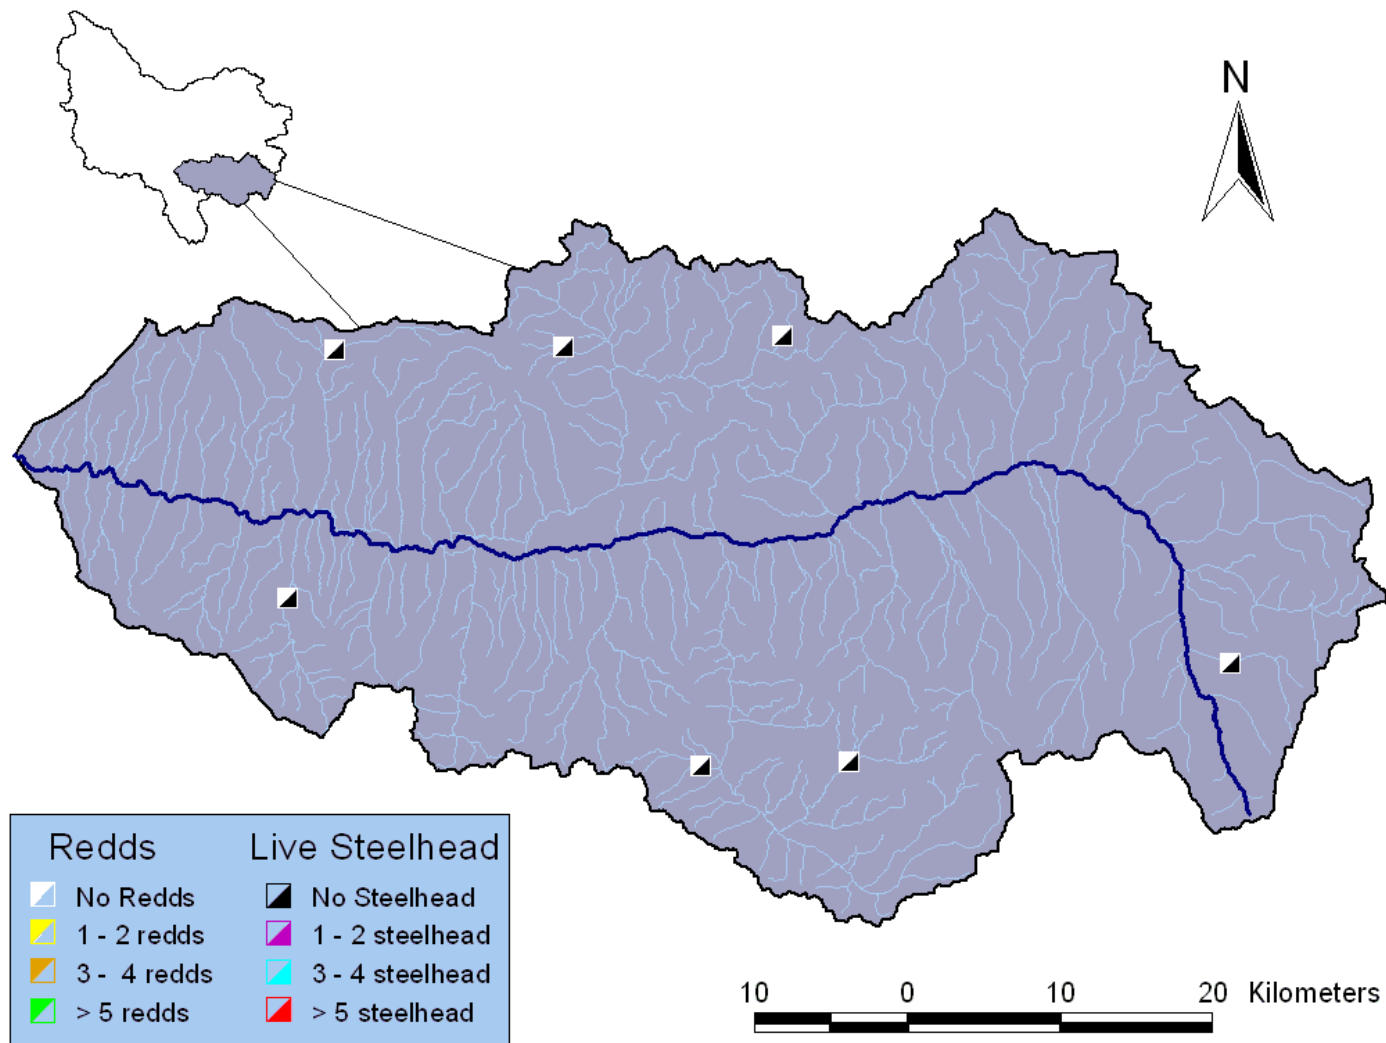 N
Redds Live Steelhead
No Redds No Steelhead
1 - 2 redds 1 - 2 steelhead
3 - 4 redds 3 - 4 steelhead
> 5 redds > 5 steelhead
10 0 10 20 Kilometers